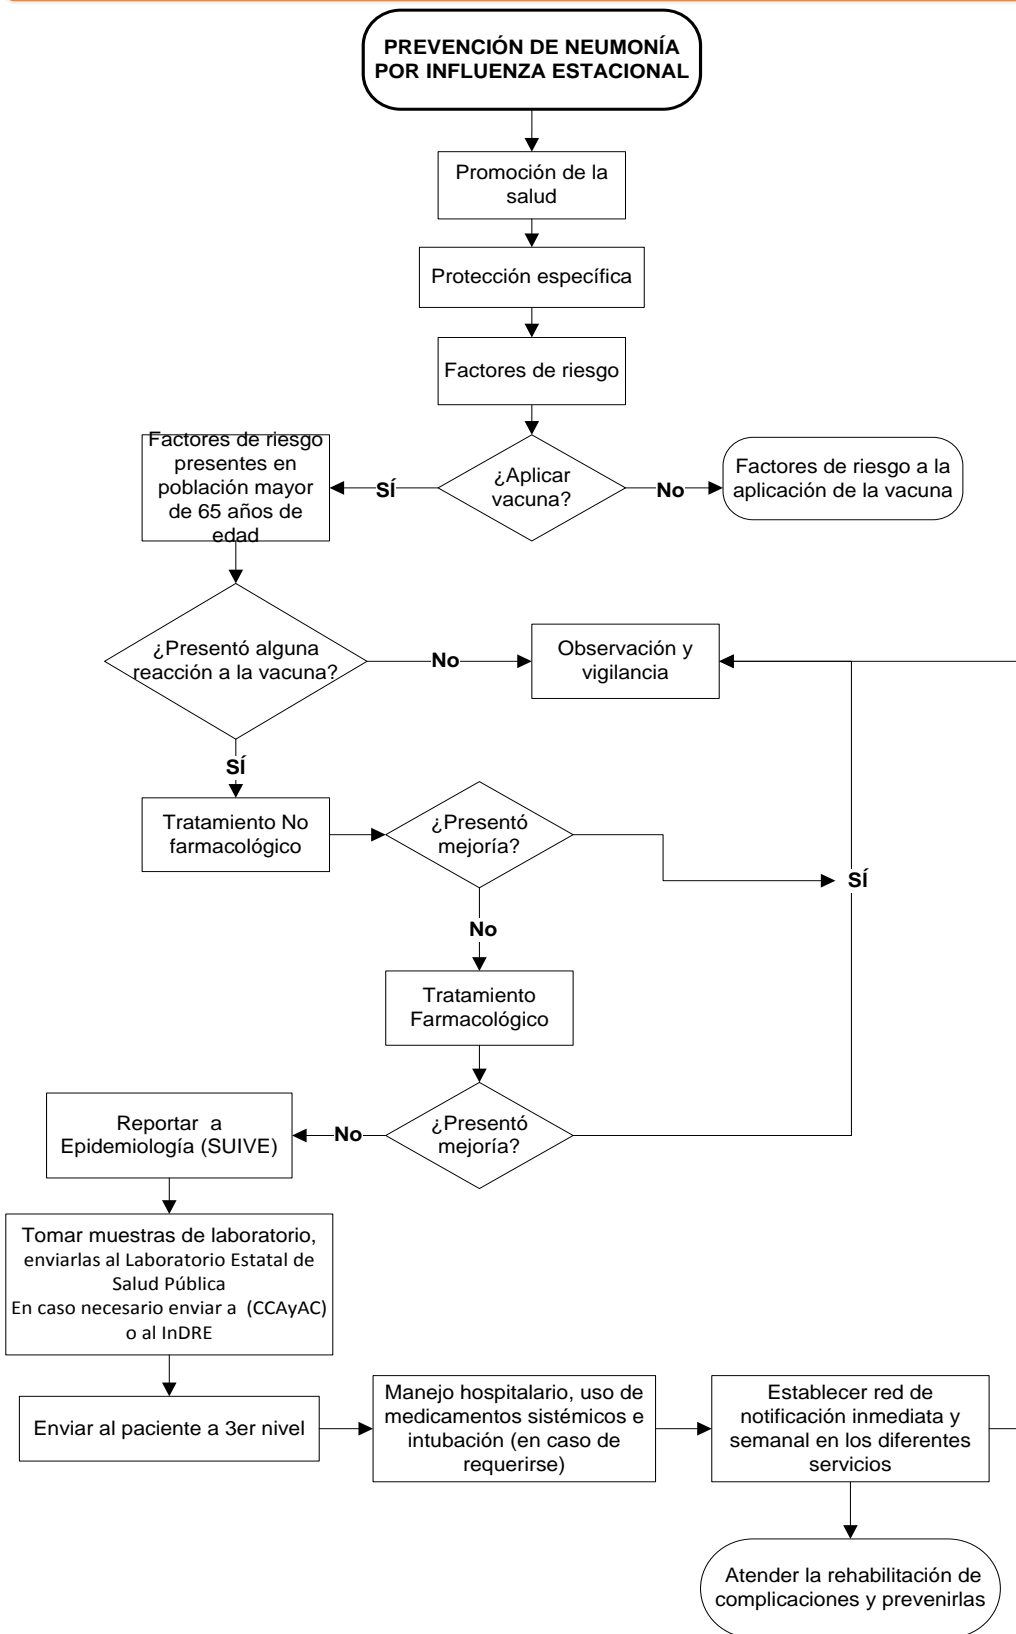 PREVENCIÓN DE NEUMONÍA
POR INFLUENZA ESTACIONAL
Promoción de la
salud
Protección específica
Factores de riesgo
¿Aplicar
vacuna?
SÍ
No
Factores de riesgo
presentes en
población mayor
de 65 años de
edad
Factores de riesgo a la
aplicación de la vacuna
¿Presentó alguna
reacción a la vacuna?
No
Observación y
vigilancia
SÍ
Tratamiento No
farmacológico
¿Presentó
mejoría?
SÍ
No
Tratamiento
Farmacológico
¿Presentó
mejoría?
No
Reportar a
Epidemiología (SUIVE)
Tomar muestras de laboratorio,
enviarlas al Laboratorio Estatal de
Salud Pública
En caso necesario enviar a (CCAyAC)
o al InDRE
Enviar al paciente a 3er nivel
Manejo hospitalario, uso de
medicamentos sistémicos e
intubación (en caso de
requerirse)
Establecer red de
notificación inmediata y
semanal en los diferentes
servicios
Atender la rehabilitación de
complicaciones y prevenirlas